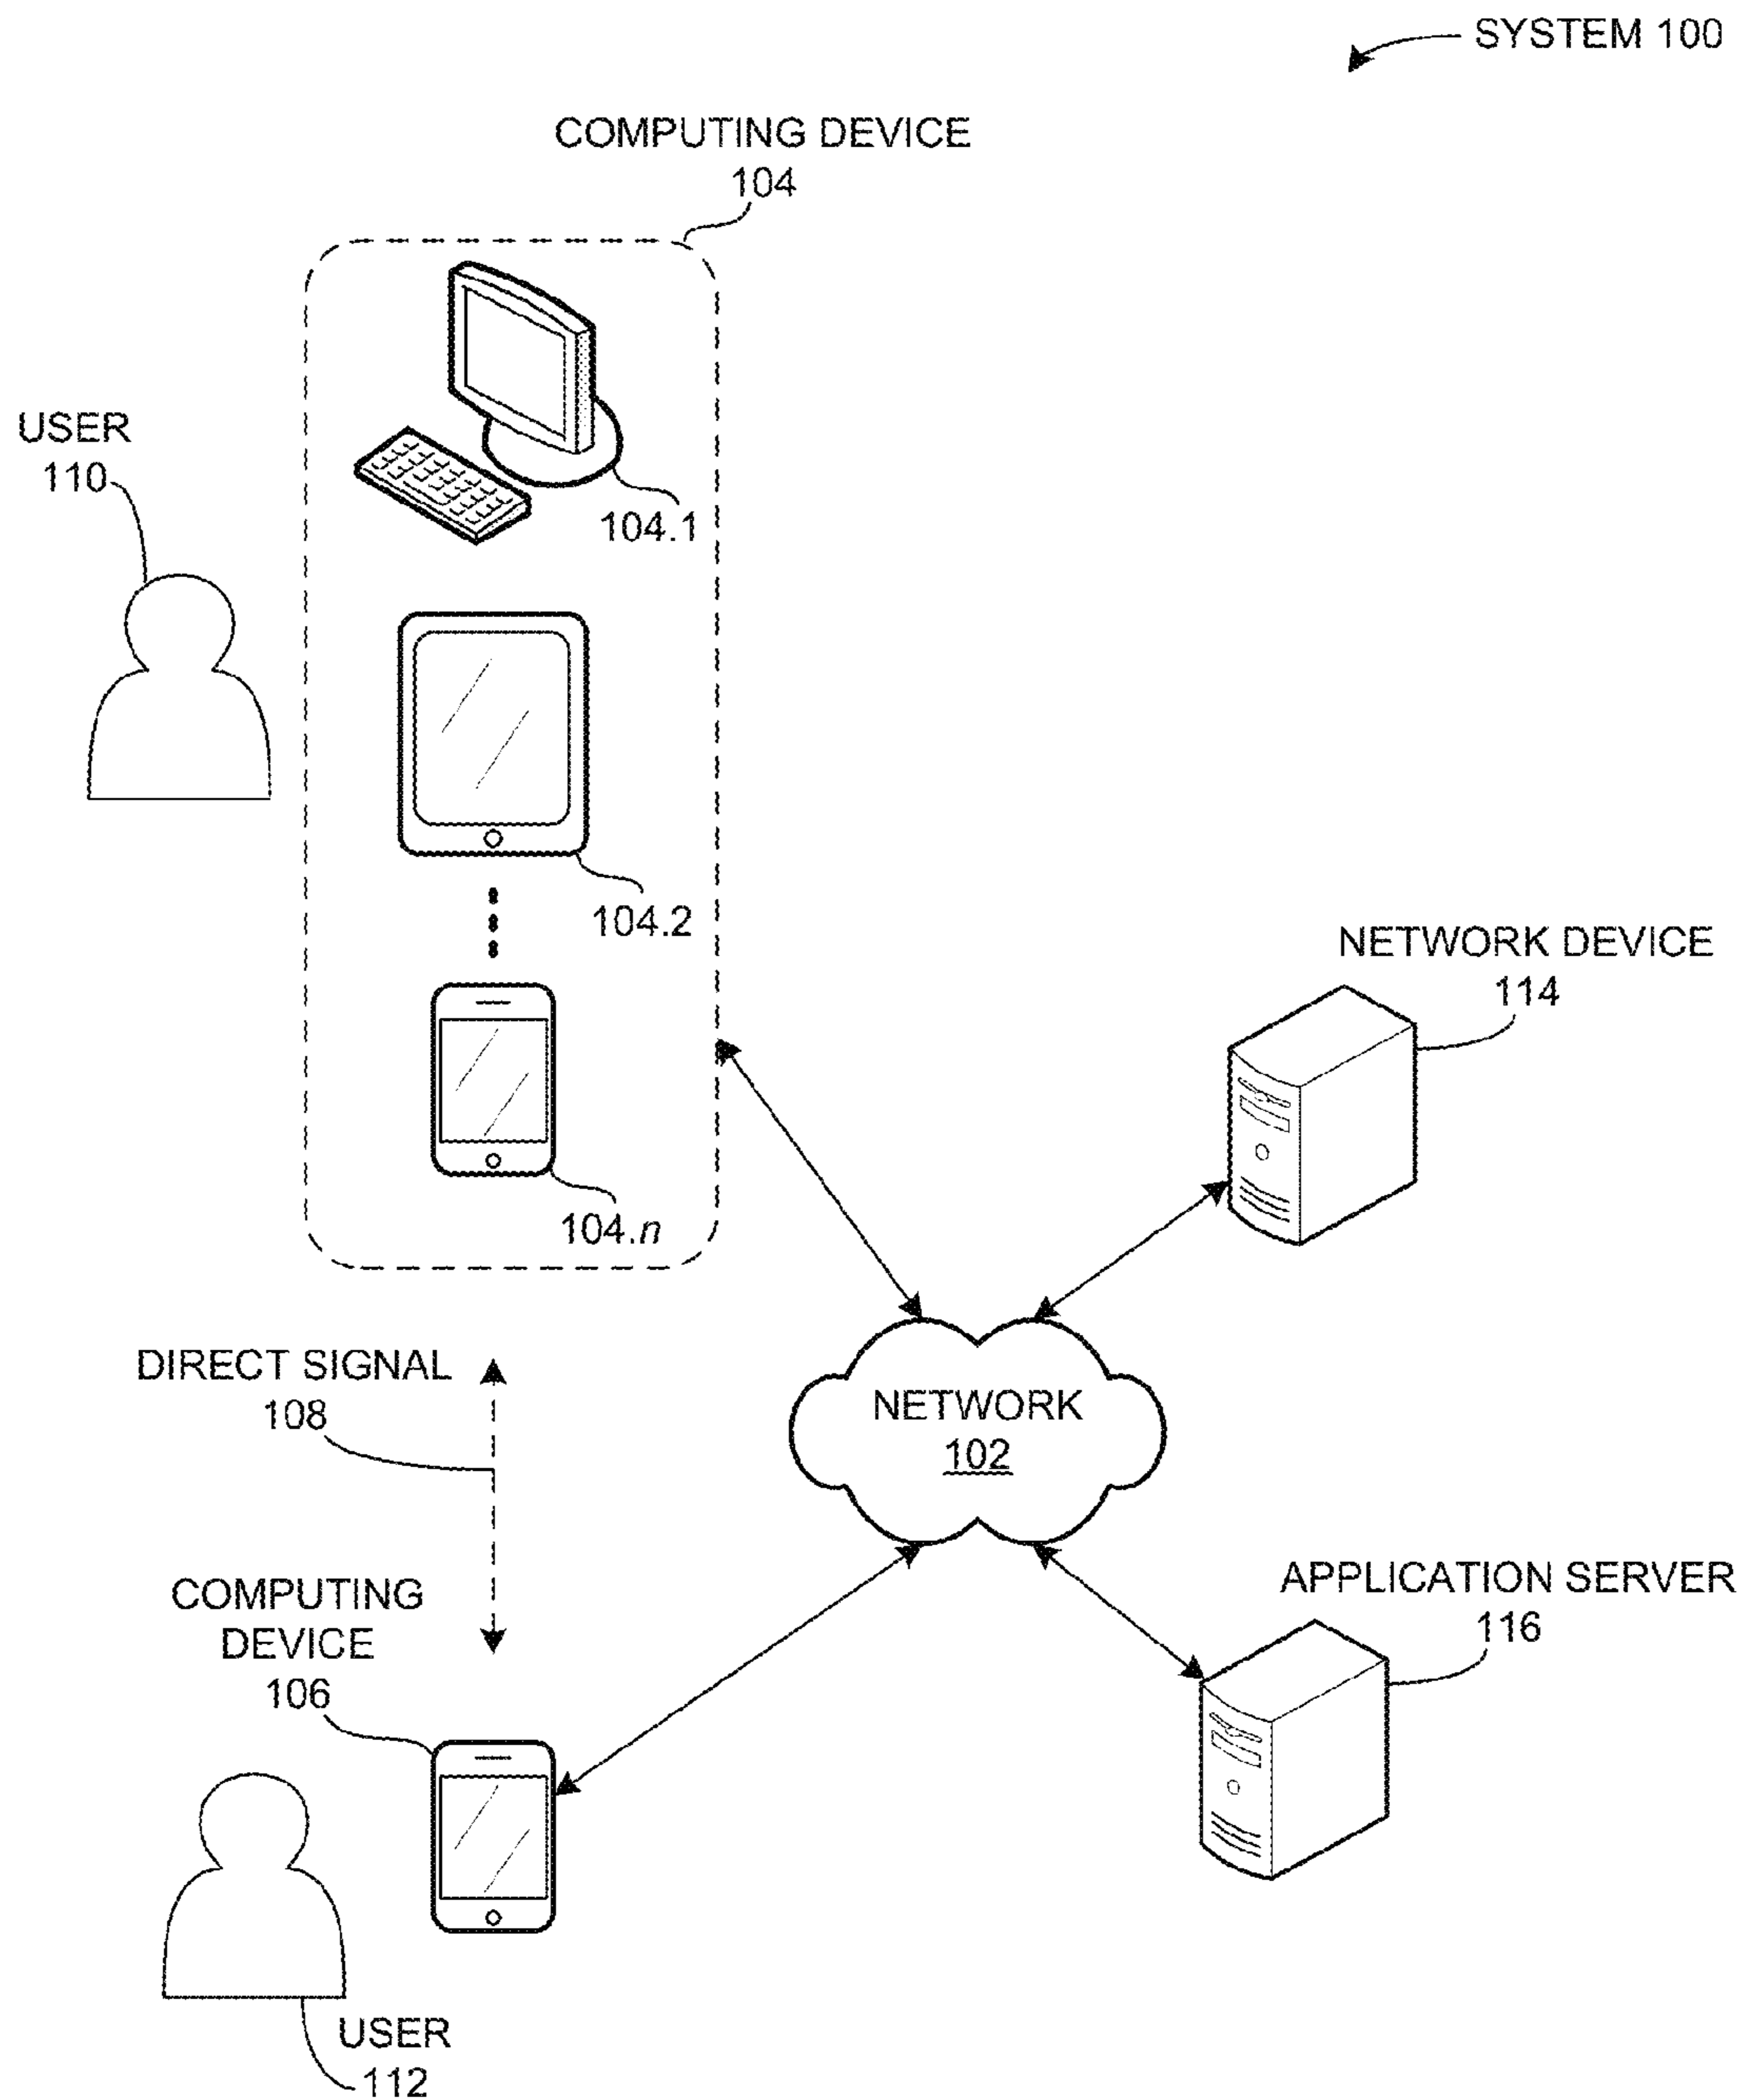 SYSTEM 100
COMPUTING DEVICE
104
USER
110
104.1
104.2
104.n
NETWORK DEVICE
114
DIRECT SIGNAL
108
NETWORK
102
COMPUTING
DEVICE
106
APPLICATION SERVER
116
USER
112